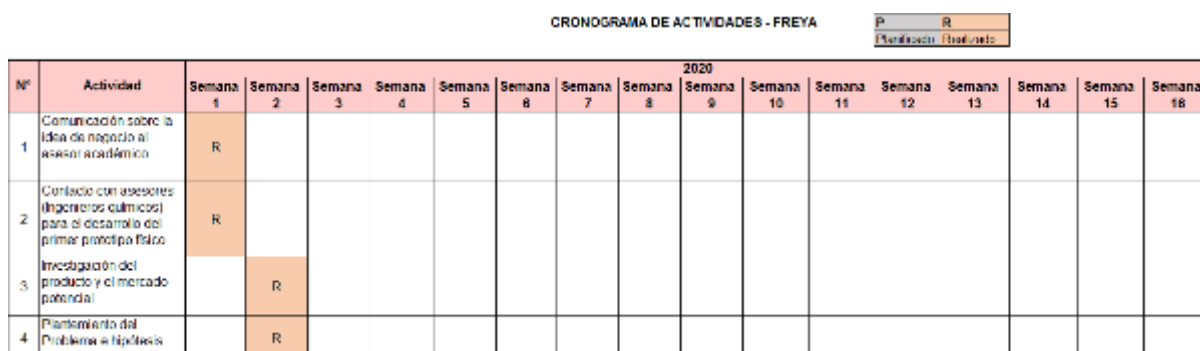 CRONOGRAMA DE ACTIVIDADES - FREYA
P R
Planificado Realizado
2020
Nº Actividad Semana Semana Semana Semana Semana Semana Semana Semana Semana Semana Semana Semana Semana Semana Semana Semana
1 2 3 4 5 6 7 8 9 10 11 12 13 14 15 16
Comunicación sobre la
idea de negocio al
1 asesor académico R
Contacto con asesores
(Ingenieros químicos)
2 para el desarrollo del R
primer prototipo físico
Investigación del
3 producto y el mercado R
potencial
Plantemiento del
4 Problema e hipótesis R